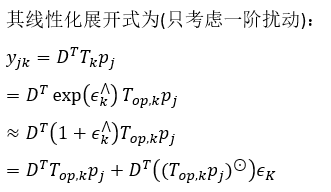 其线性化展开式为(只考虑一阶扰动)：
y_{jk} = D^T T_k p_j
= D^T exp(ϵ_k^∧) T_{op,k} p_j
≈ D^T (1 + ϵ_k^∧) T_{op,k} p_j
= D^T T_{op,k} p_j + D^T ((T_{op,k} p_j)^⊙) ϵ_K